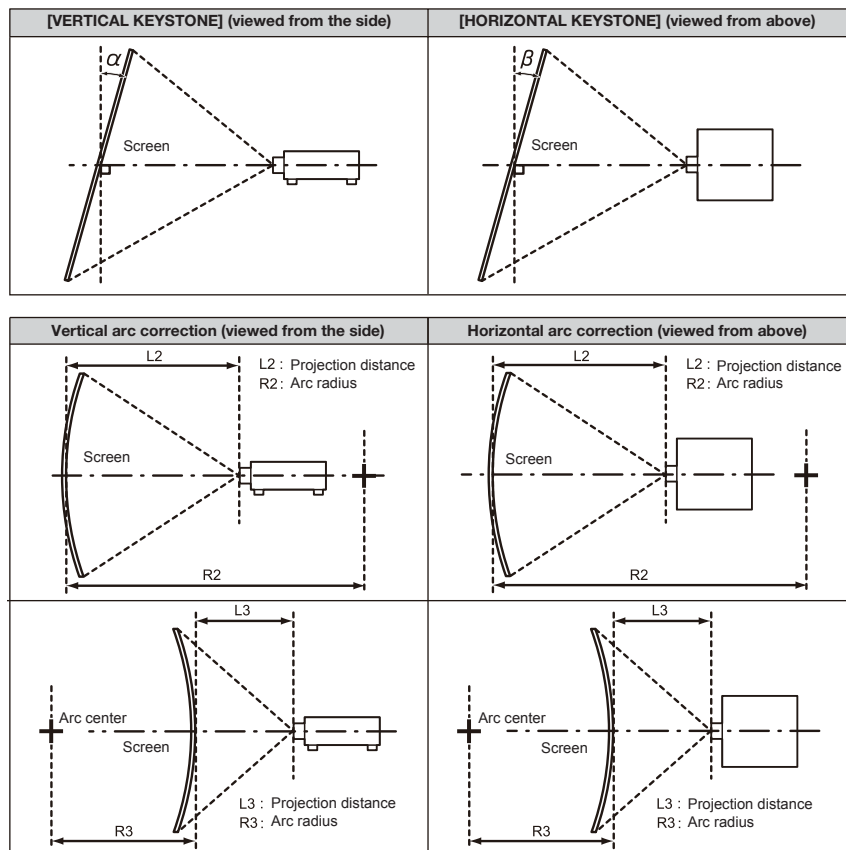 [VERTICAL KEYSTONE] (viewed from the side)
[HORIZONTAL KEYSTONE] (viewed from above)
α
Screen
β
Screen
Vertical arc correction (viewed from the side)
Horizontal arc correction (viewed from above)
L2
L2 : Projection distance
R2: Arc radius
Screen
R2
L2
L2 : Projection distance
R2: Arc radius
Screen
R2
L3
Arc center
Screen
L3 : Projection distance
R3: Arc radius
R3
L3
Arc center
Screen
L3 : Projection distance
R3: Arc radius
R3